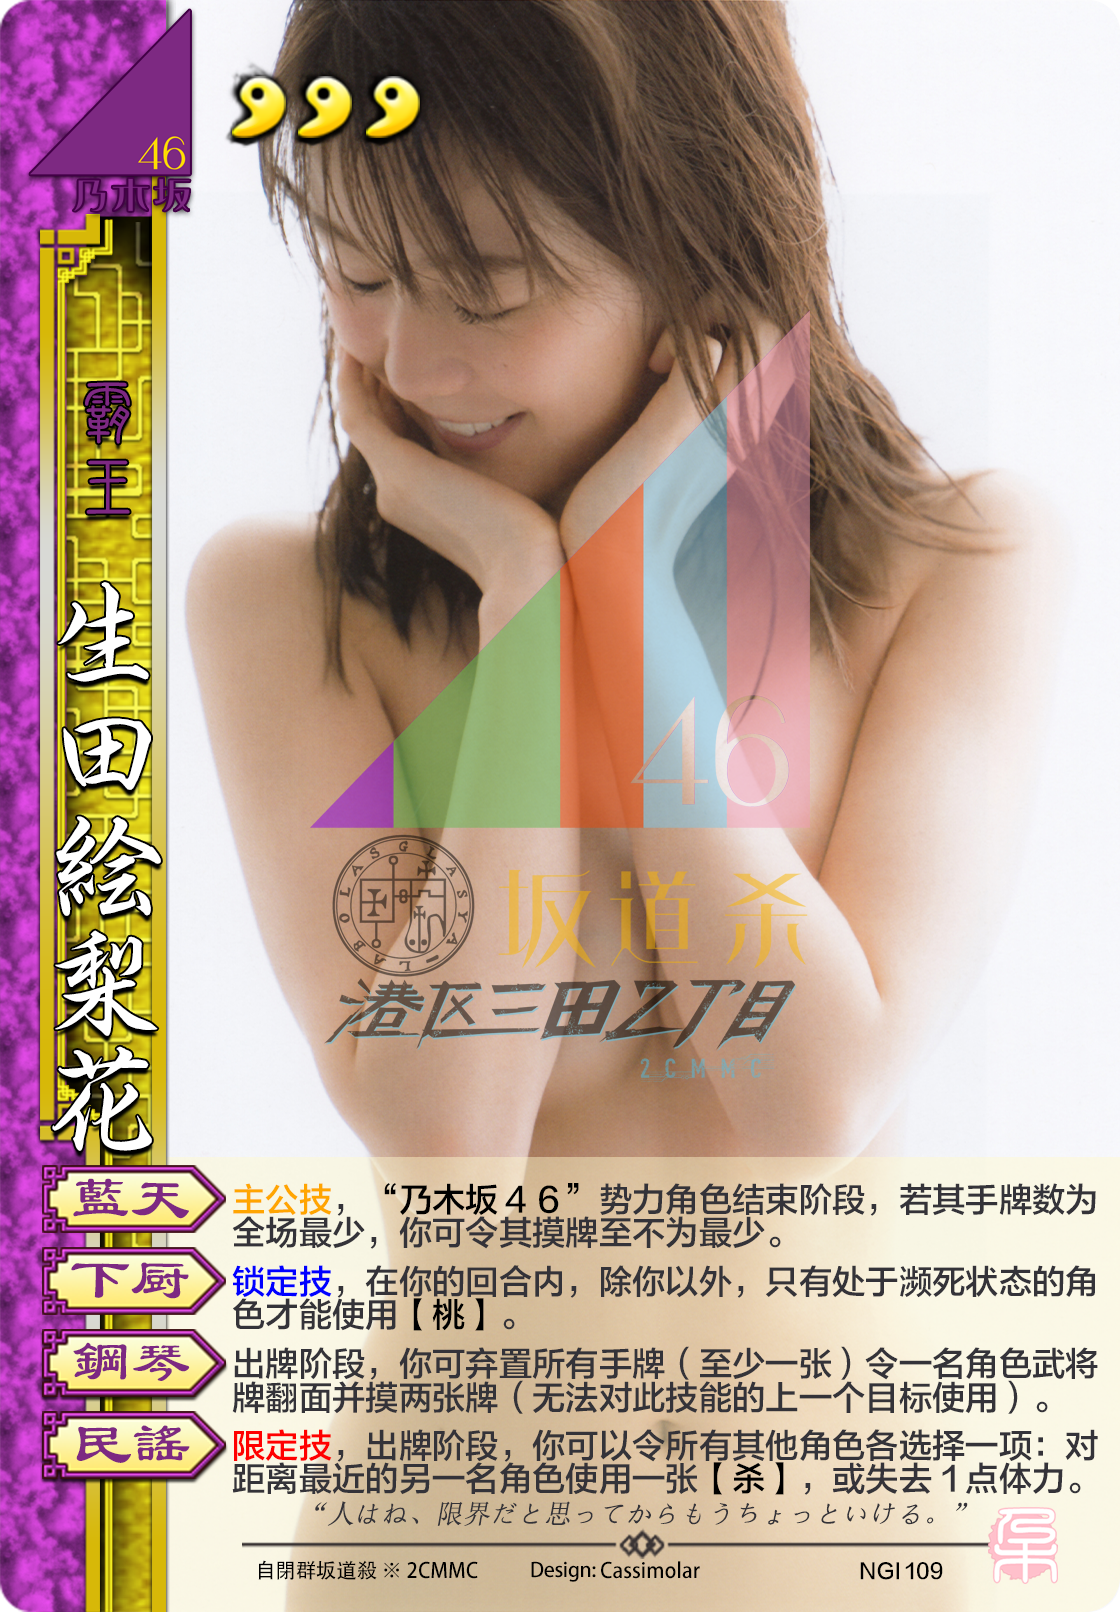 46
乃木坂
霸王
生田絵梨花
46
GLASYA LABOLAS
坂道杀
港区三田2丁目
2CMMC
藍天
主公技，“乃木坂４６”势力角色结束阶段，若其手牌数为
全场最少，你可令其摸牌至不为最少。
下厨
锁定技，在你的回合内，除你以外，只有处于濒死状态的角
色才能使用【桃】。
鋼琴
出牌阶段，你可弃置所有手牌（至少一张）令一名角色武将
牌翻面并摸两张牌（无法对此技能的上一个目标使用）。
民謡
限定技，出牌阶段，你可以令所有其他角色各选择一项：对
距离最近的另一名角色使用一张【杀】，或失去１点体力。
“人はね、限界だと思ってからもうちょっといける。”
自閉群坂道殺 ※ 2CMMC
Design: Cassimolar
NGI109